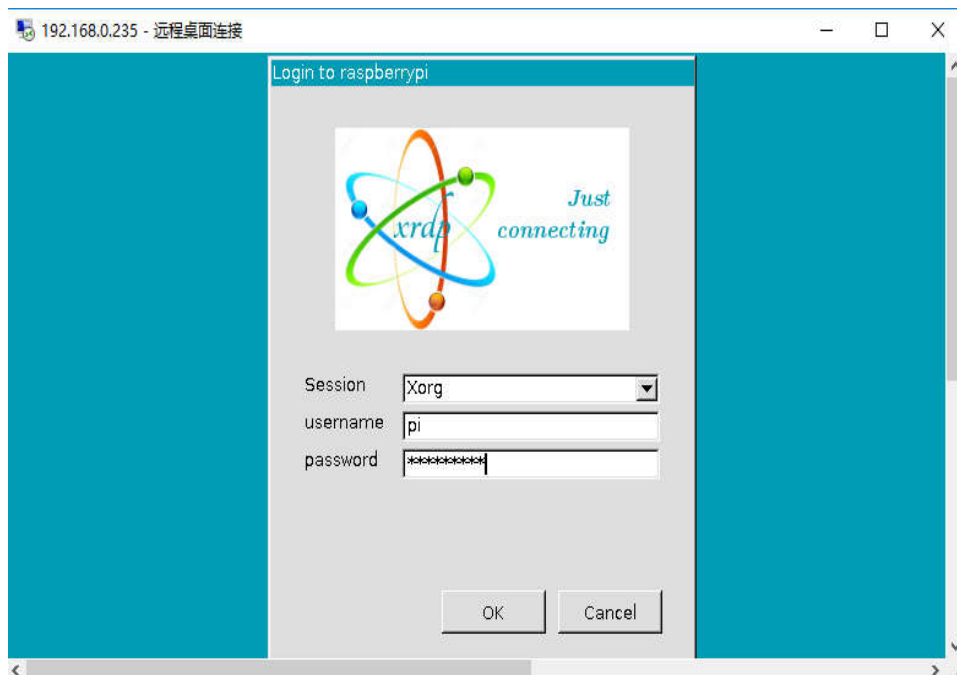 192.168.0.235 - 远程桌面连接
Login to raspberrypi
Just
xrdp connecting
Session Xorg
username pi
password *********
OK Cancel